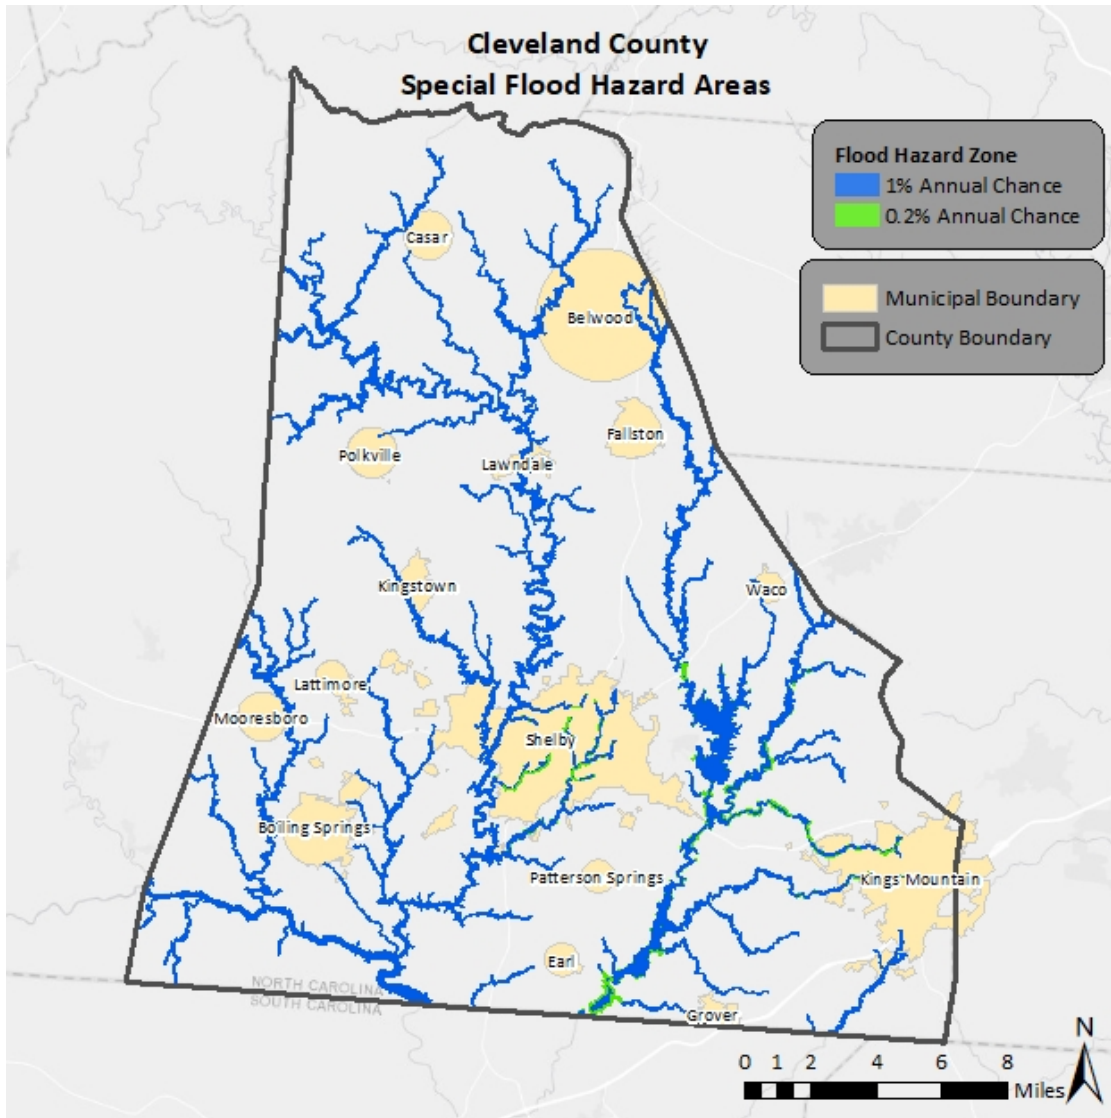 Cleveland County
Special Flood Hazard Areas
Flood Hazard Zone
1% Annual Chance
0.2% Annual Chance
Municipal Boundary
County Boundary
Casar
Belwood
Fallston
Polkville
Lawndale
Kingstown
Waco
Lattimore
Mooresboro
Shelby
Boiling Springs
Patterson Springs
Kings Mountain
Earl
NORTH CAROLINA
SOUTH CAROLINA
Grover
N
0 1 2 4 6 8
Miles